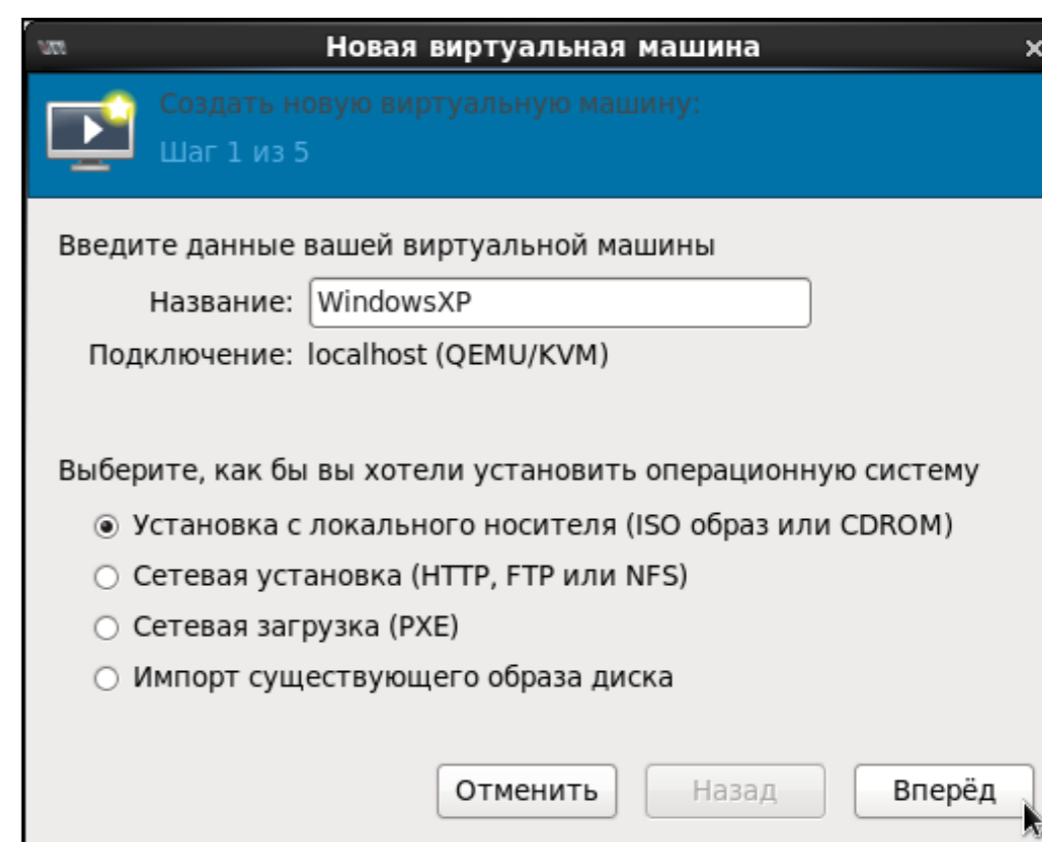 Новая виртуальная машина
Создать новую виртуальную машину:
Шаг 1 из 5
Введите данные вашей виртуальной машины
Название: WindowsXP
Подключение: localhost (QEMU/KVM)
Выберите, как бы вы хотели установить операционную систему
Установка с локального носителя (ISO образ или CDROM)
Сетевая установка (HTTP, FTP или NFS)
Сетевая загрузка (PXE)
Импорт существующего образа диска
Отменить Назад Вперёд